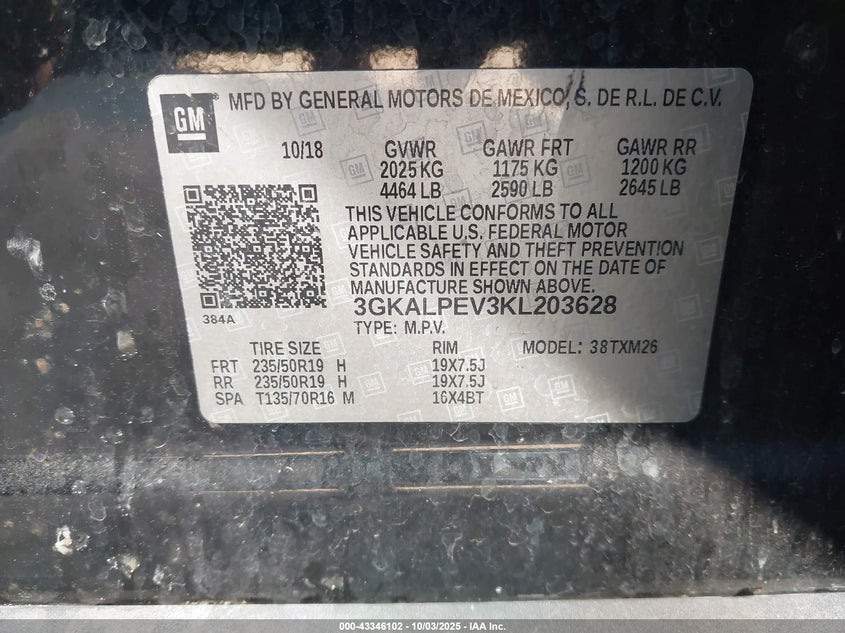 GM
MFD BY GENERAL MOTORS DE MEXICO, S. DE R.L. DE C.V.
10/18 GVWR GAWR FRT GAWR RR
2025 KG 1175 KG 1200 KG
4464 LB 2590 LB 2645 LB
THIS VEHICLE CONFORMS TO ALL
APPLICABLE U.S. FEDERAL MOTOR
VEHICLE SAFETY AND THEFT PREVENTION
STANDARDS IN EFFECT ON THE DATE OF
MANUFACTURE SHOWN ABOVE.
384A
3GKALPEV3KL203628
TYPE: M.P.V.
TIRE SIZE RIM MODEL: 38TXM26
FRT 235/50R19 H 19X7.5J
RR 235/50R19 H 19X7.5J
SPA T135/70R16 M 16X4BT
000-43346102 - 10/03/2025 - IAA Inc.